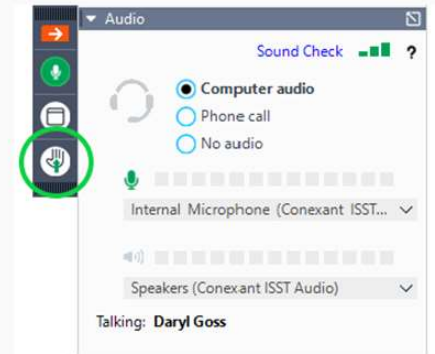 Audio
Sound Check ?
Computer audio
Phone call
No audio
Internal Microphone (Conexant ISST...
Speakers (Conexant ISST Audio)
Talking: Daryl Goss